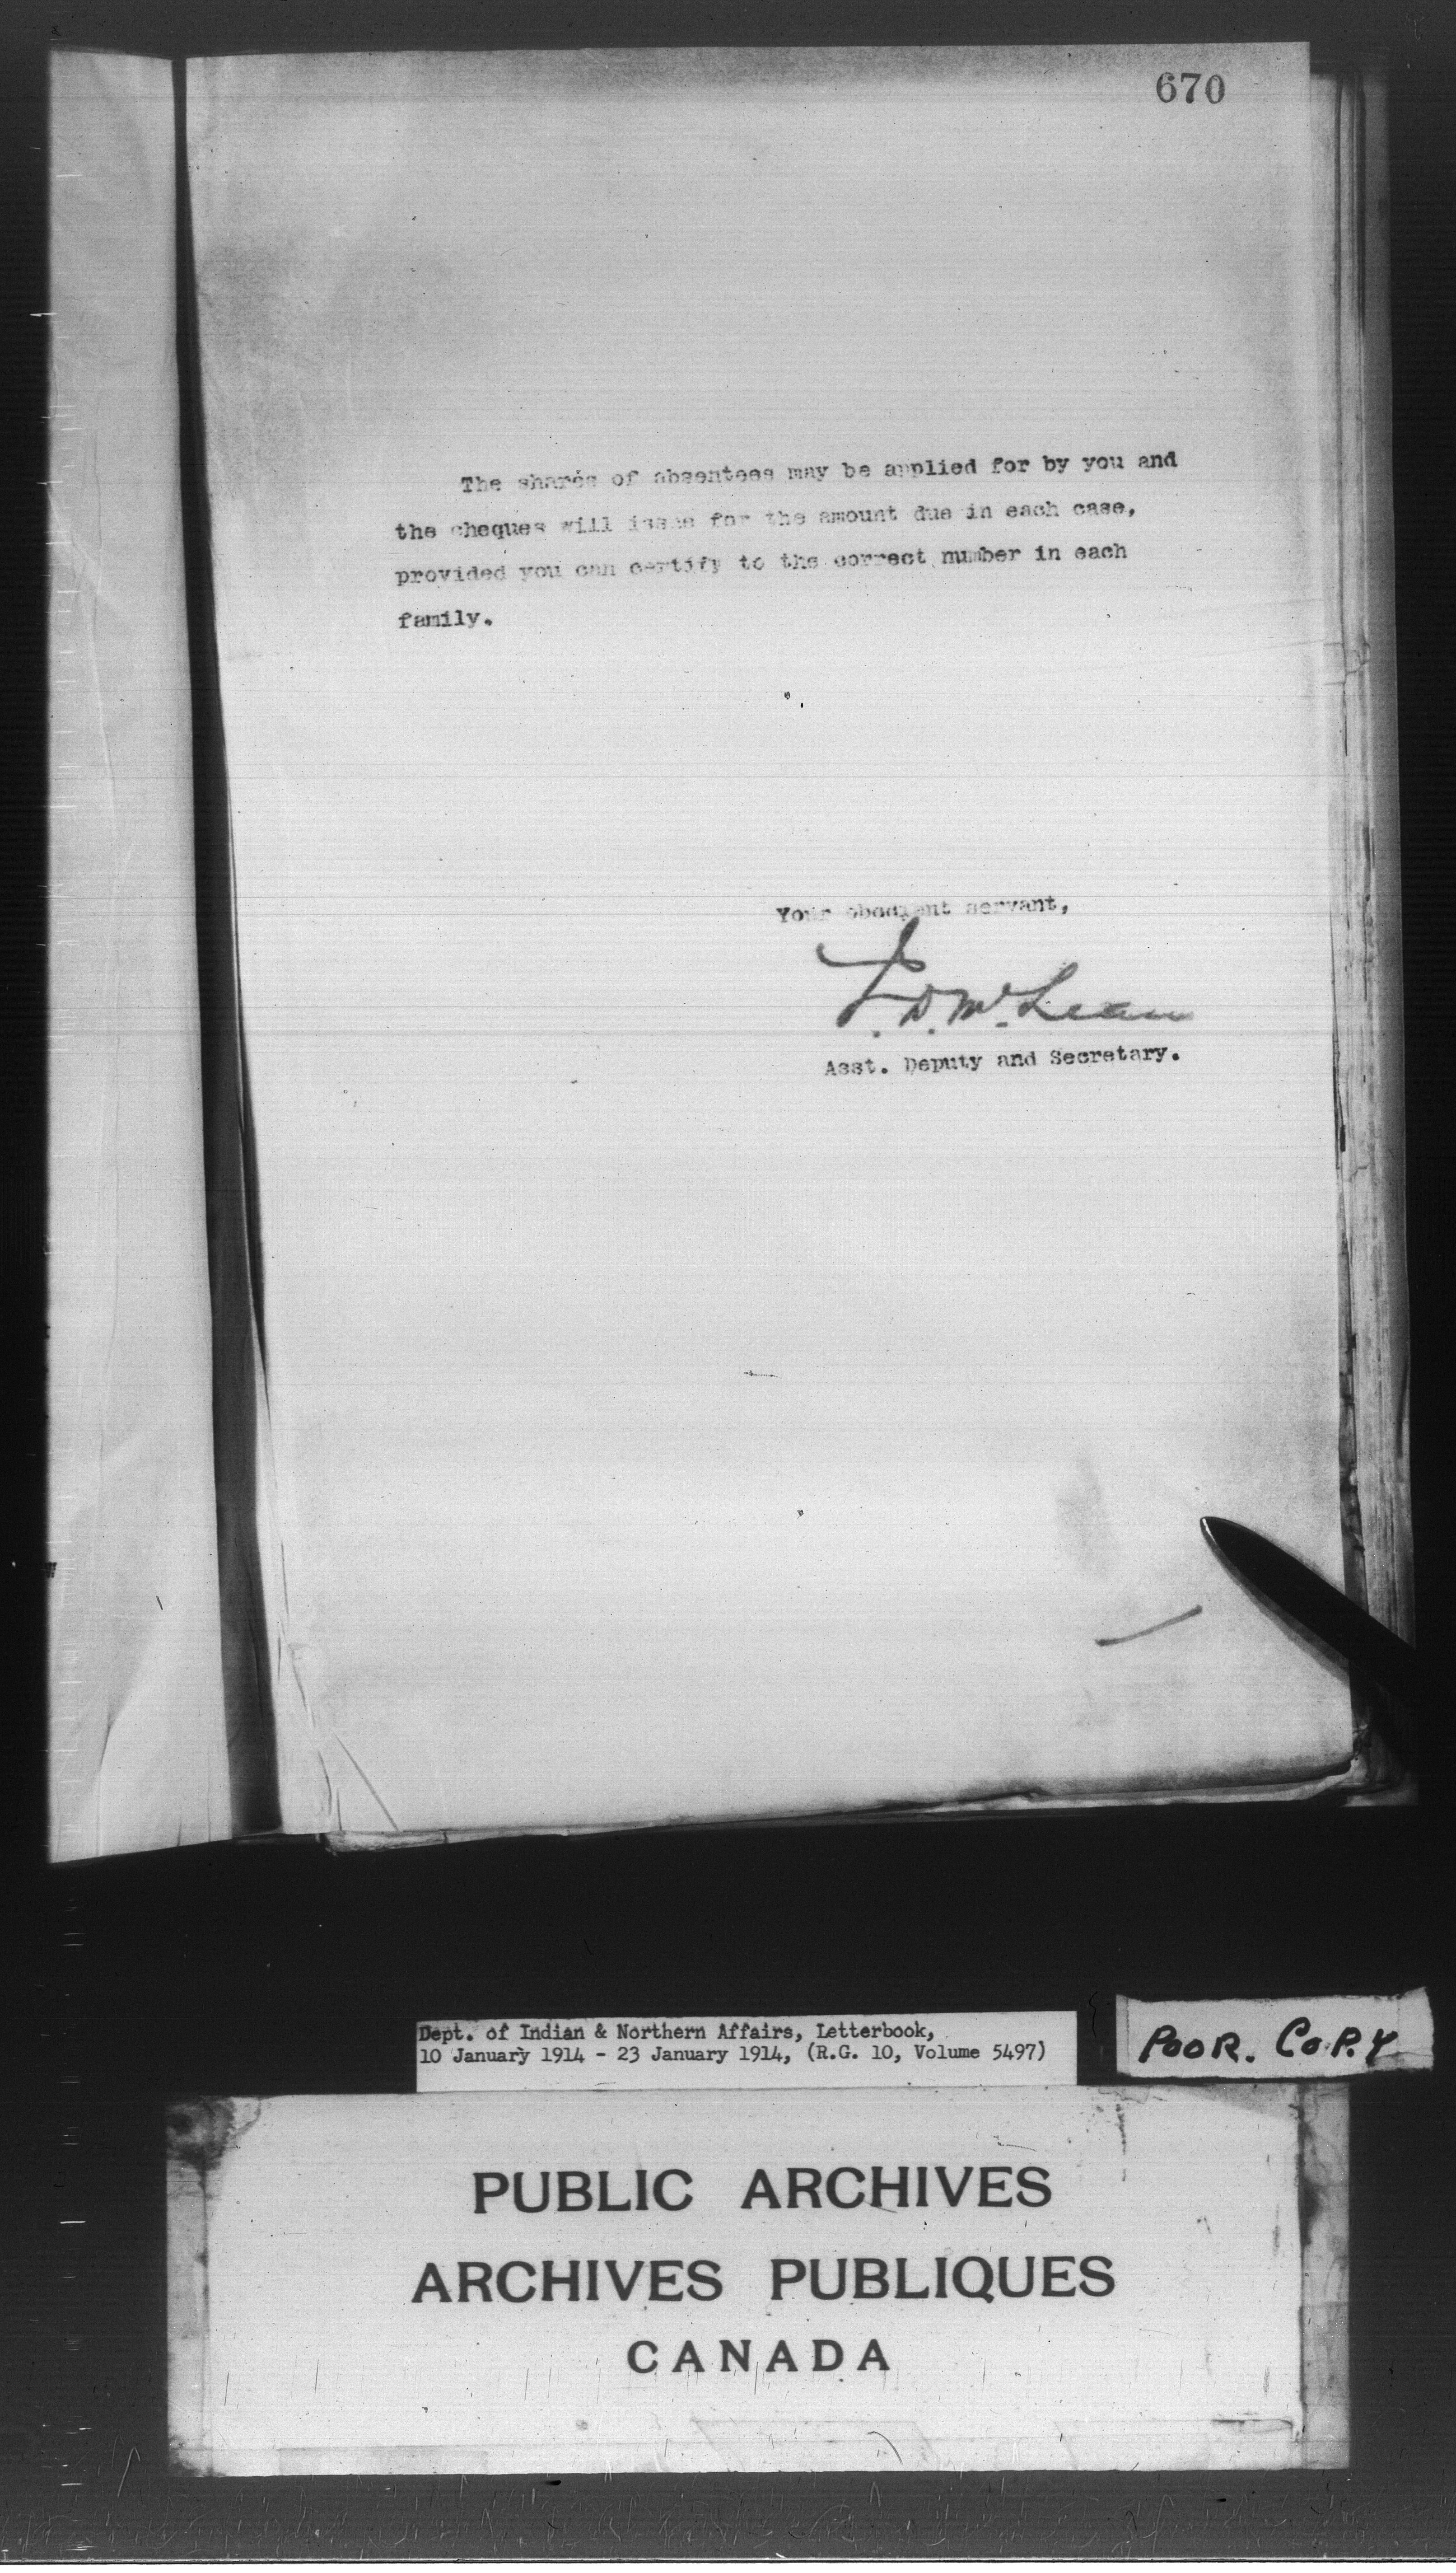 670
The shares of absentees may be applied for by you and
the cheques will issue for the amount due in each case,
provided you can certify to the correct number in each
family.
Your obedient servant,
J. D. McLean
Asst. Deputy and Secretary.
Dept. of Indian & Northern Affairs, Letterbook,
10 January 1914 - 23 January 1914, (R.G. 10, Volume 5497)
POOR. COPY
PUBLIC ARCHIVES
ARCHIVES PUBLIQUES
CANADA